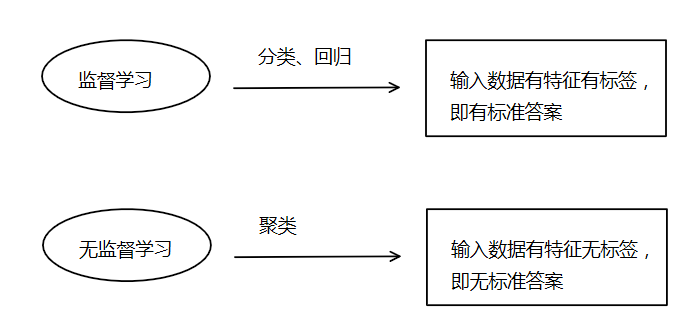 监督学习
分类、回归
输入数据有特征有标签，
即有标准答案
无监督学习
聚类
输入数据有特征无标签，
即无标准答案